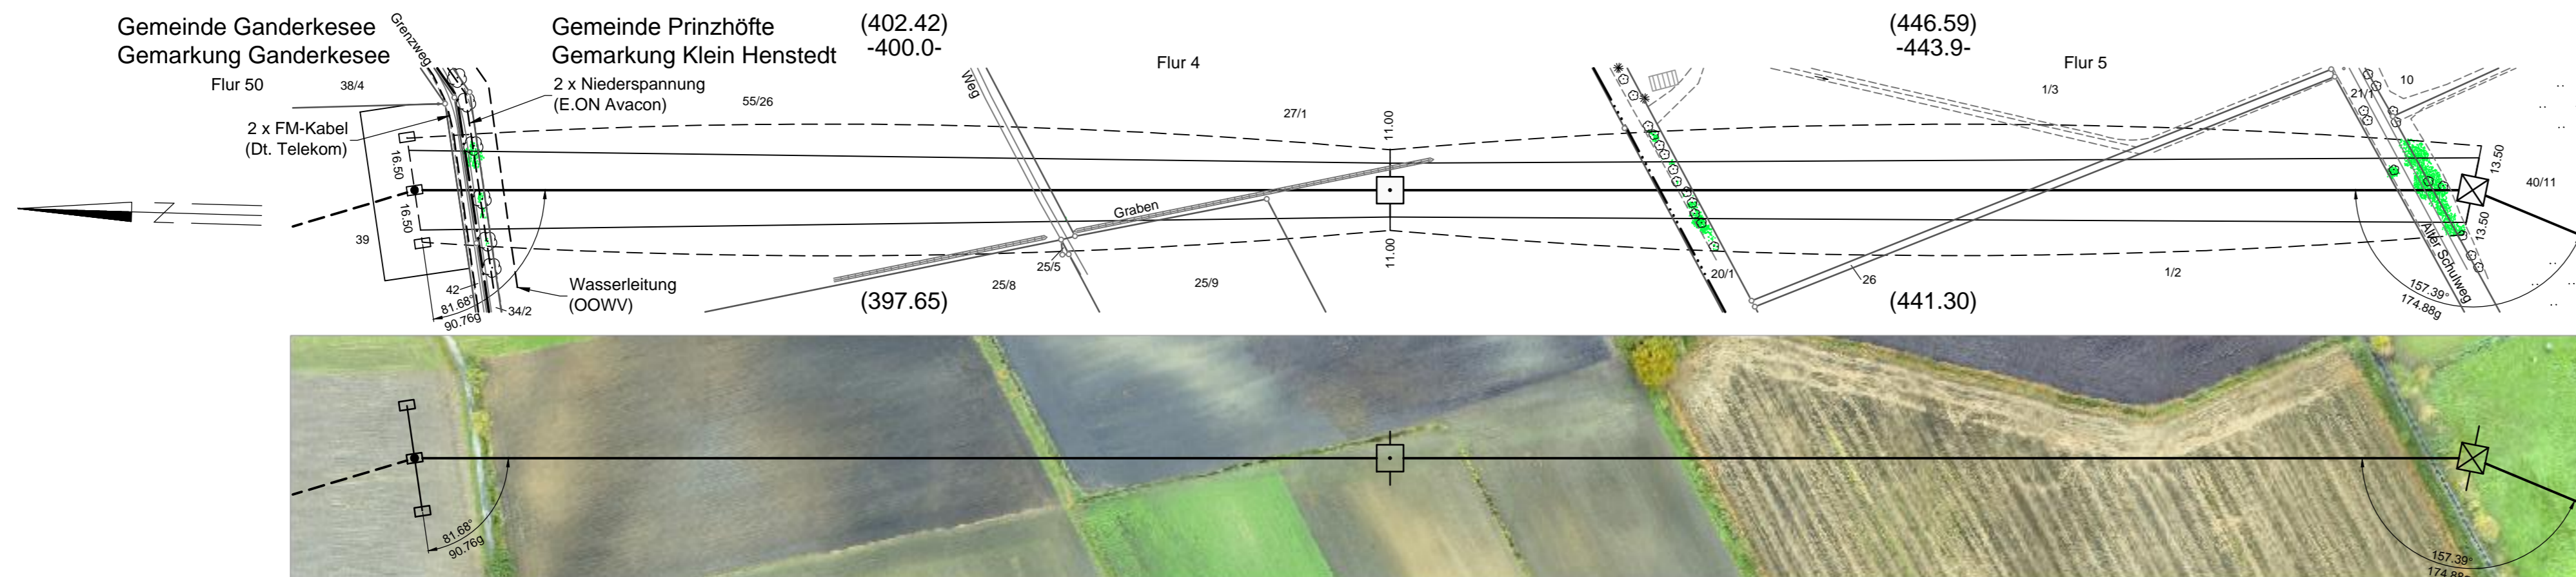 Gemeinde Ganderkesee
Gemarkung Ganderkesee
Flur 50
38/4
Grenzweg
Gemeinde Prinzhöfte
Gemarkung Klein Henstedt
2 x Niederspannung
(E.ON Avacon)
55/26
2 x FM-Kabel
(Dt. Telekom)
(402.42)
-400.0-
Weg
Flur 4
27/1
11.00
(446.59)
-443.9-
Flur 5
1/3
21/1
10
16.50
16.50
39
42
81.68°
90.76g
34/2
Wasserleitung
(OOWV)
Graben
25/5
25/8
25/9
(397.65)
11.00
20/1
26
(441.30)
1/2
13.50
13.50
40/11
Alter Schulweg
157.39°
174.88g
N
81.68°
90.76g
157.39°
174.88g